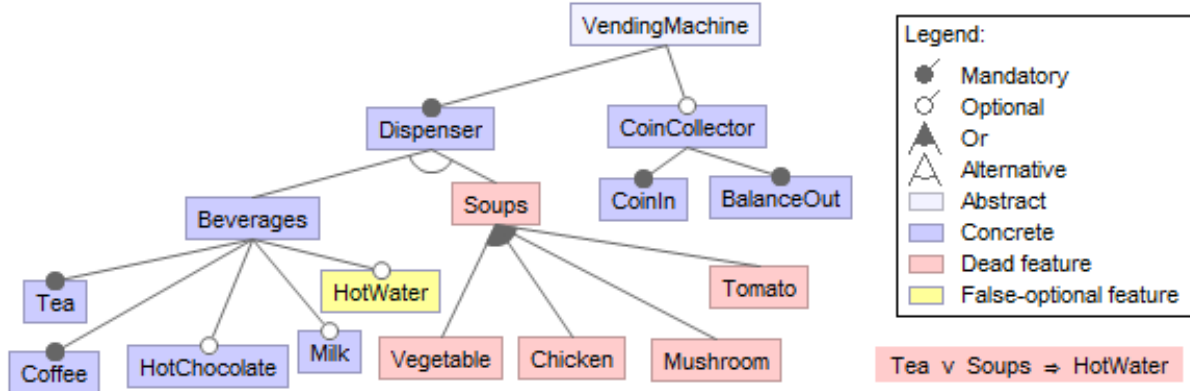 VendingMachine
Dispenser
CoinCollector
Beverages
Soups
CoinIn
BalanceOut
Tea
HotWater
Tomato
Coffee
HotChocolate
Milk
Vegetable
Chicken
Mushroom
Legend:
Mandatory
Optional
Or
Alternative
Abstract
Concrete
Dead feature
False-optional feature
Tea ∨ Soups ⇒ HotWater